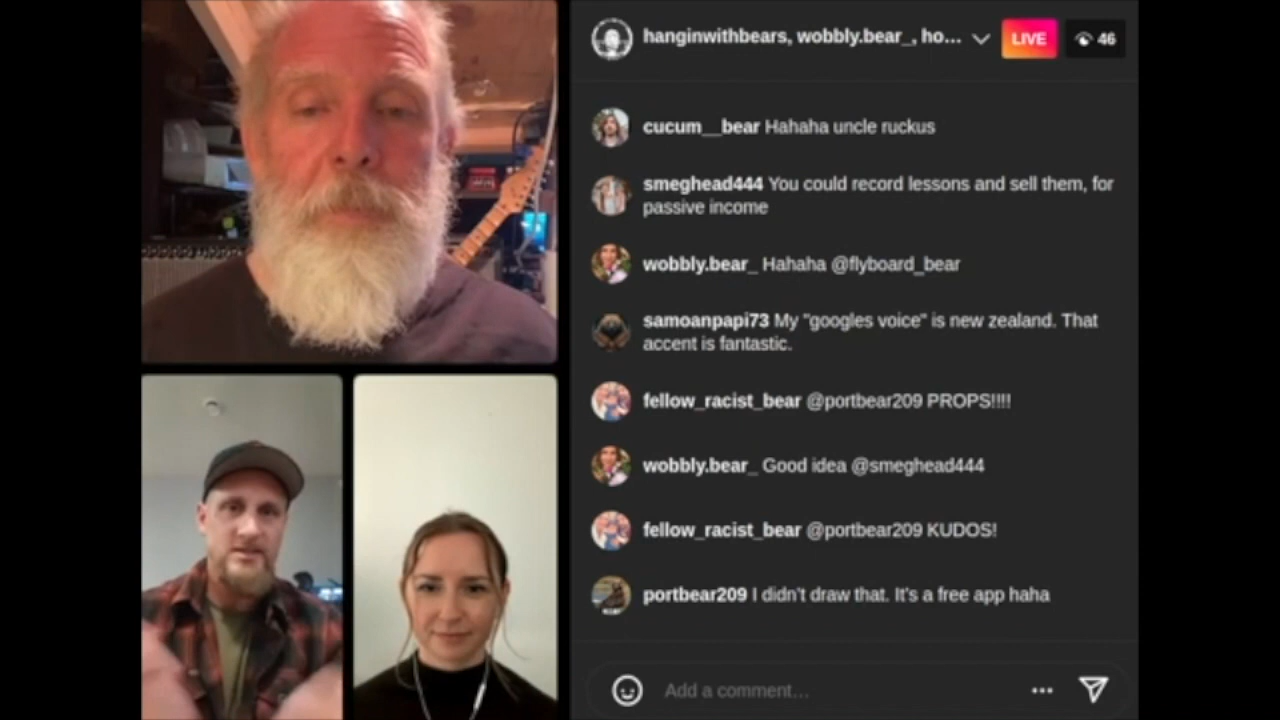 hanginwithbears, wobbly.bear_, ho...
LIVE
46
cucum__bear Hahaha uncle ruckus
smeghead444 You could record lessons and sell them, for
passive income
wobbly.bear_ Hahaha @flyboard_bear
samoanpapi73 My "googles voice" is new zealand. That
accent is fantastic.
fellow_racist_bear @portbear209 PROPS!!!!
wobbly.bear_ Good idea @smeghead444
fellow_racist_bear @portbear209 KUDOS!
portbear209 I didn't draw that. It's a free app haha
Add a comment...